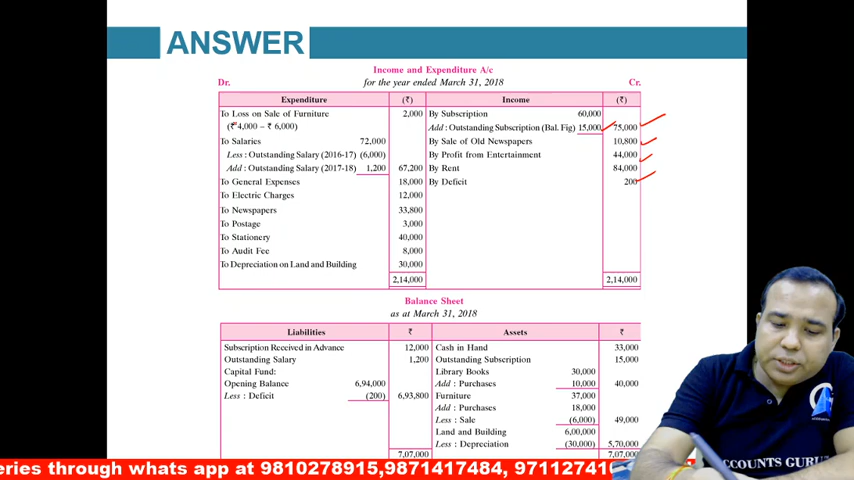 ANSWER
Income and Expenditure A/c
Dr. for the year ended March 31, 2018 Cr.
Expenditure (₹) Income (₹)
To Loss on Sale of Furniture 2,000 By Subscription 60,000
(₹ 4,000 – ₹ 6,000) Add: Outstanding Subscription (Bal. Fig) 15,000 75,000
To Salaries 72,000 By Sale of Old Newspapers 10,800
Less : Outstanding Salary (2016-17) (6,000) By Profit from Entertainment 44,000
Add : Outstanding Salary (2017-18) 1,200 67,200 By Rent 84,000
To General Expenses 18,000 By Deficit 200
To Electric Charges 12,000
To Newspapers 33,800
To Postage 3,000
To Stationery 40,000
To Audit Fee 8,000
To Depreciation on Land and Building 30,000
2,14,000 2,14,000
Balance Sheet
as at March 31, 2018
Liabilities ₹ Assets ₹
Subscription Received in Advance 12,000 Cash in Hand 33,000
Outstanding Salary 1,200 Outstanding Subscription 15,000
Capital Fund: Library Books 30,000
Opening Balance 6,94,000 Add : Purchases 10,000 40,000
Less : Deficit (200) 6,93,800 Furniture 37,000
Add : Purchases 18,000
Less : Sale (6,000) 49,000
Land and Building 6,00,000
Less : Depreciation (30,000) 5,70,000
7,07,000 7,07,000
eries through whats app at 9810278915,9871417484, 971127416
CCOUNTS GURU